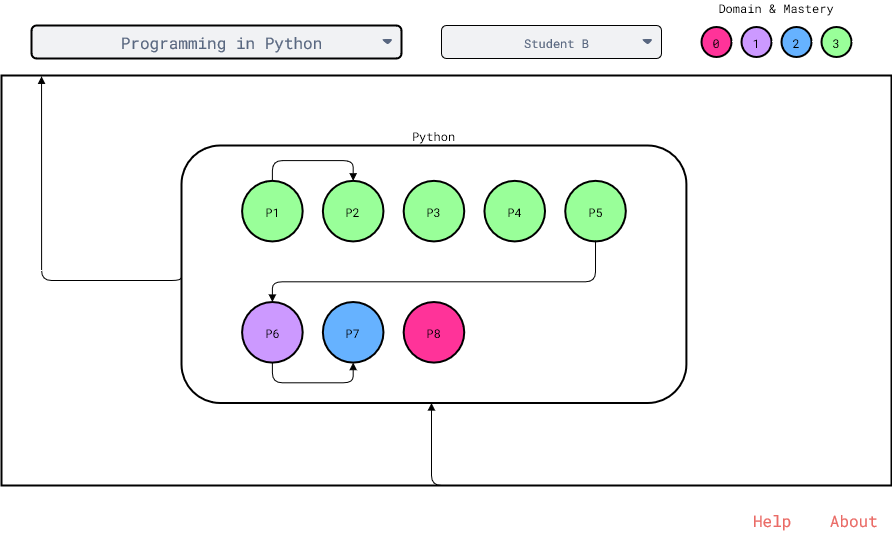 Domain & Mastery
Programming in Python
Student B
0 1 2 3
Python
P1 P2 P3 P4 P5
P6 P7 P8
Help About